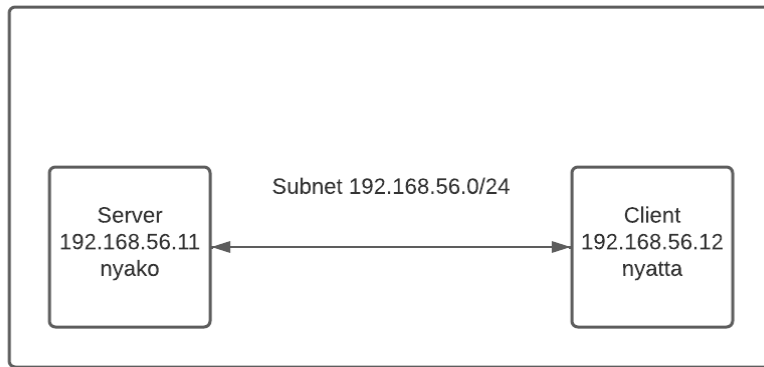 Subnet 192.168.56.0/24
Server
192.168.56.11
nyako
Client
192.168.56.12
nyatta